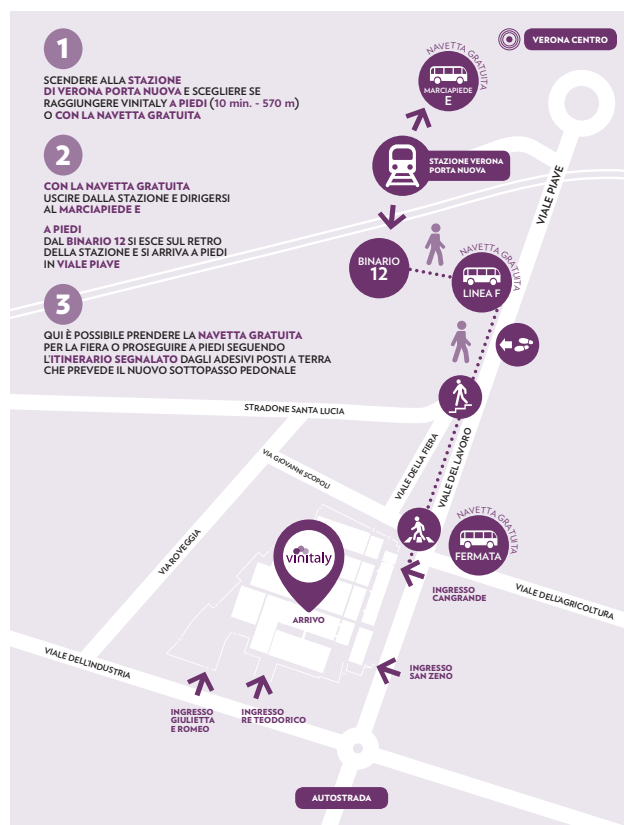 1
SCENDERE ALLA STAZIONE
DI VERONA PORTA NUOVA E SCEGLIERE SE
RAGGIUNGERE VINITALY A PIEDI (10 min. - 570 m)
O CON LA NAVETTA GRATUITA
2
CON LA NAVETTA GRATUITA
USCIRE DALLA STAZIONE E DIRIGERSI
AL MARCIAPIEDE E
A PIEDI
DAL BINARIO 12 SI ESCE SUL RETRO
DELLA STAZIONE E SI ARRIVA A PIEDI
IN VIALE PIAVE
3
QUI È POSSIBILE PRENDERE LA NAVETTA GRATUITA
PER LA FIERA O PROSEGUIRE A PIEDI SEGUENDO
L'ITINERARIO SEGNALATO DAGLI ADESIVI POSTI A TERRA
CHE PREVEDE IL NUOVO SOTTOPASSO PEDONALE
VERONA CENTRO
NAVETTA GRATUITA
MARCIAPIEDE
E
STAZIONE VERONA
PORTA NUOVA
VIALE PIAVE
BINARIO
12
NAVETTA GRATUITA
LINEA F
STRADONE SANTA LUCIA
VIA GIOVANNI SCOPOLI
VIALE DELLA FIERA
VIALE DEL LAVORO
VIA ROVEGGIA
NAVETTA GRATUITA
FERMATA
vinitaly
ARRIVO
INGRESSO
CANGRANDE
VIALE DELL'AGRICOLTURA
VIALE DELL'INDUSTRIA
INGRESSO
SAN ZENO
INGRESSO
GIULIETTA
E ROMEO
INGRESSO
RE TEODORICO
AUTOSTRADA